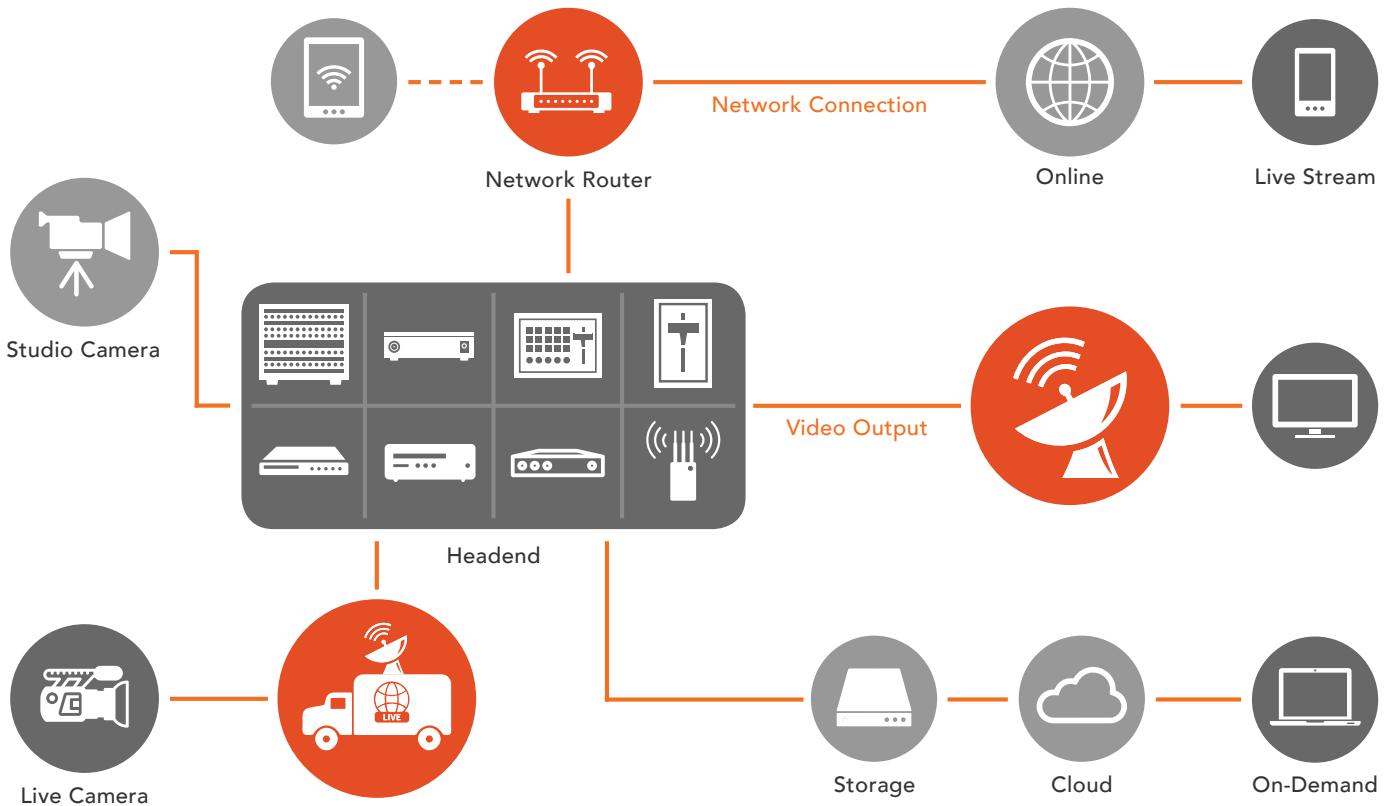 Network Connection
Network Router
Online
Live Stream
Studio Camera
Video Output
Headend
LIVE
Live Camera
Storage
Cloud
On-Demand